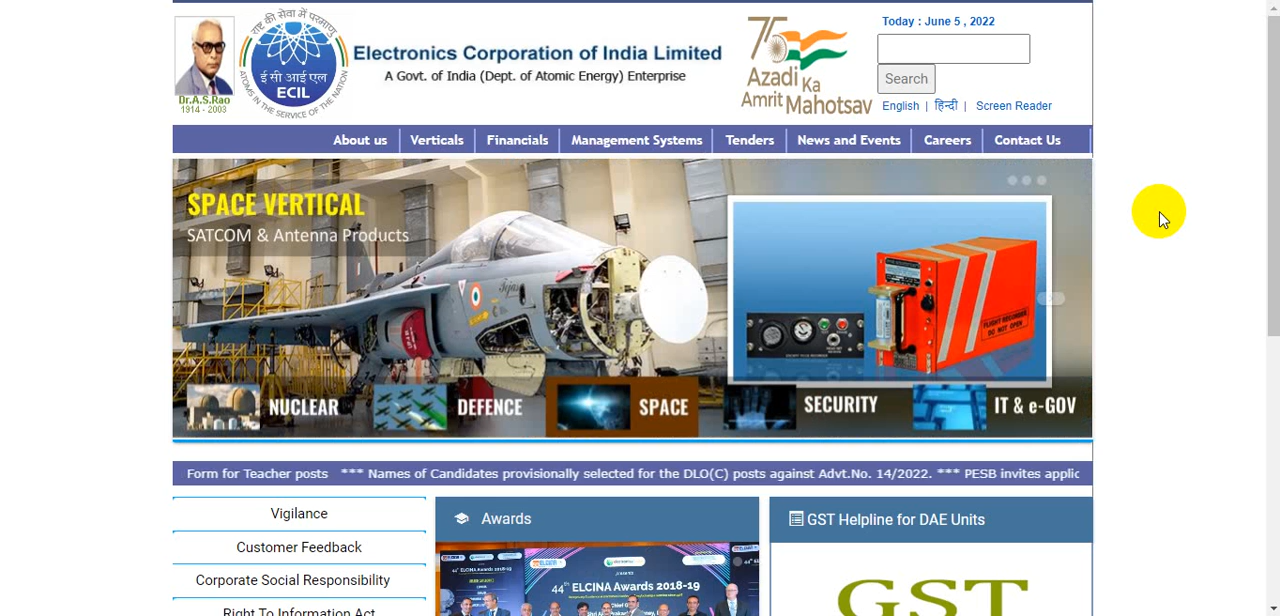 राष्ट्र की सेवा में परमाणु
ई सी आई एल
ECIL
ATOMS IN THE SERVICE OF THE NATION
Dr.A.S.Rao
1914 - 2003
Electronics Corporation of India Limited
A Govt. of India (Dept. of Atomic Energy) Enterprise
75
Azadi Ka
Amrit Mahotsav
Today : June 5 , 2022
Search
English | हिन्दी | Screen Reader
About us Verticals Financials Management Systems Tenders News and Events Careers Contact Us
SPACE VERTICAL
SATCOM & Antenna Products
Tejas
FLIGHT RECORDER
DO NOT OPEN
NUCLEAR DEFENCE SPACE SECURITY IT & e-GOV
Form for Teacher posts *** Names of Candidates provisionally selected for the DLO(C) posts against Advt.No. 14/2022. *** PESB invites applic
Vigilance
Customer Feedback
Corporate Social Responsibility
Right To Information Act
Awards
44th ELCINA Awards 2018-19
GST Helpline for DAE Units
GST